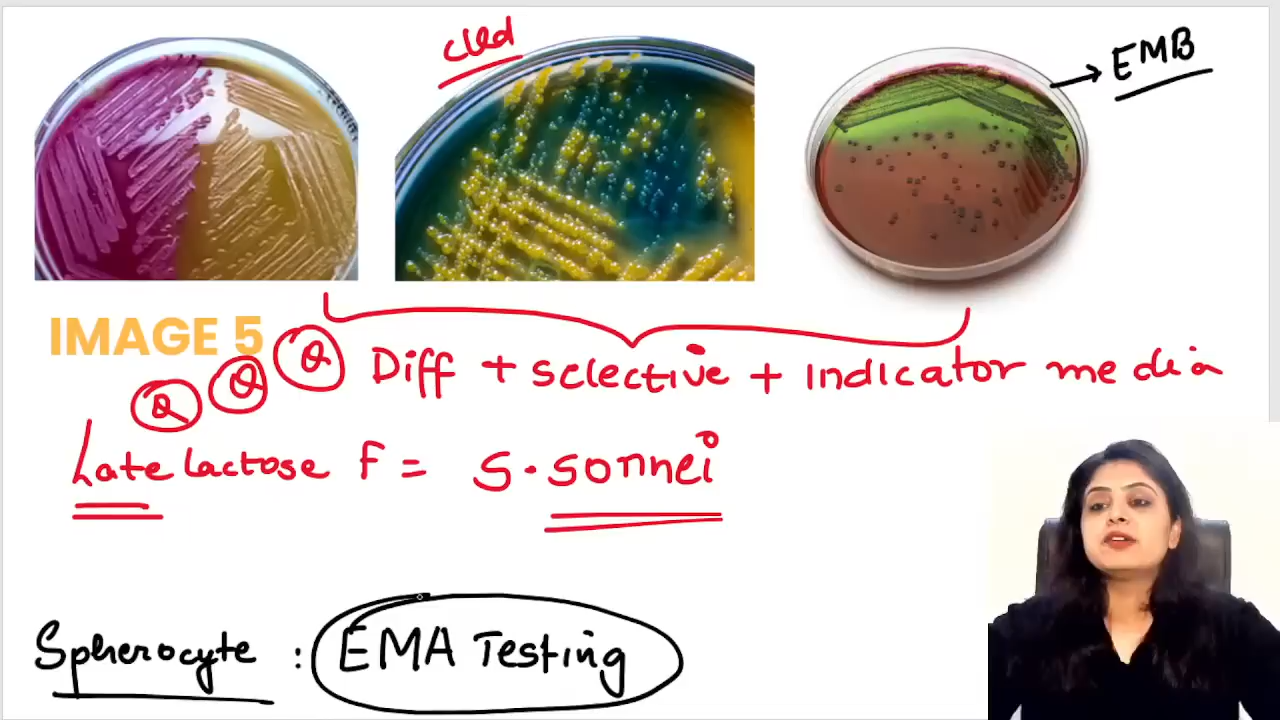 cled
EMB
IMAGE 5
Q Q Q Diff + selective + indicator media
Late lactose F = S. sonnei
Spherocyte : EMA Testing